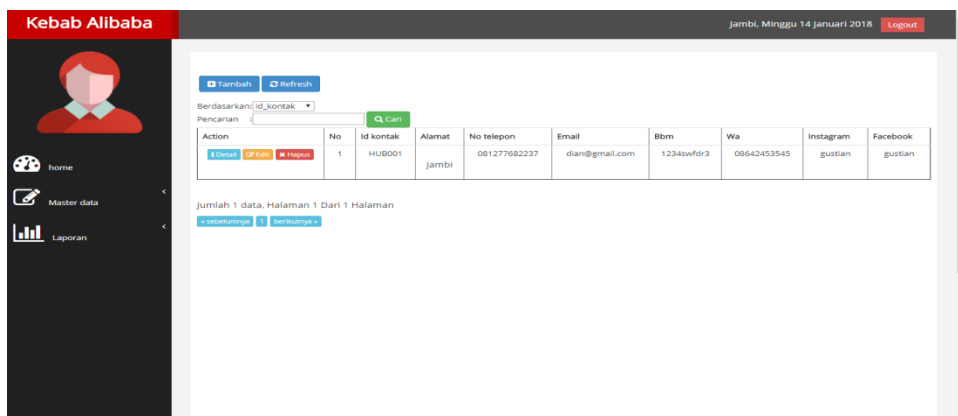 Kebab Alibaba
Jambi, Minggu 14 Januari 2018 Logout
Tambah Refresh
Berdasarkan: id_kontak
Pencarian : Cari
Action No Id kontak Alamat No telepon Email Bbm Wa Instagram Facebook
Detail Edit Hapus 1 HUB001 jambi 081277682237 dian@gmail.com 1234swfdr3 08642453545 gustian gustian
home
Master data <
Laporan <
Jumlah 1 data, Halaman 1 Dari 1 Halaman
« sebelumnya 1 berikutnya »